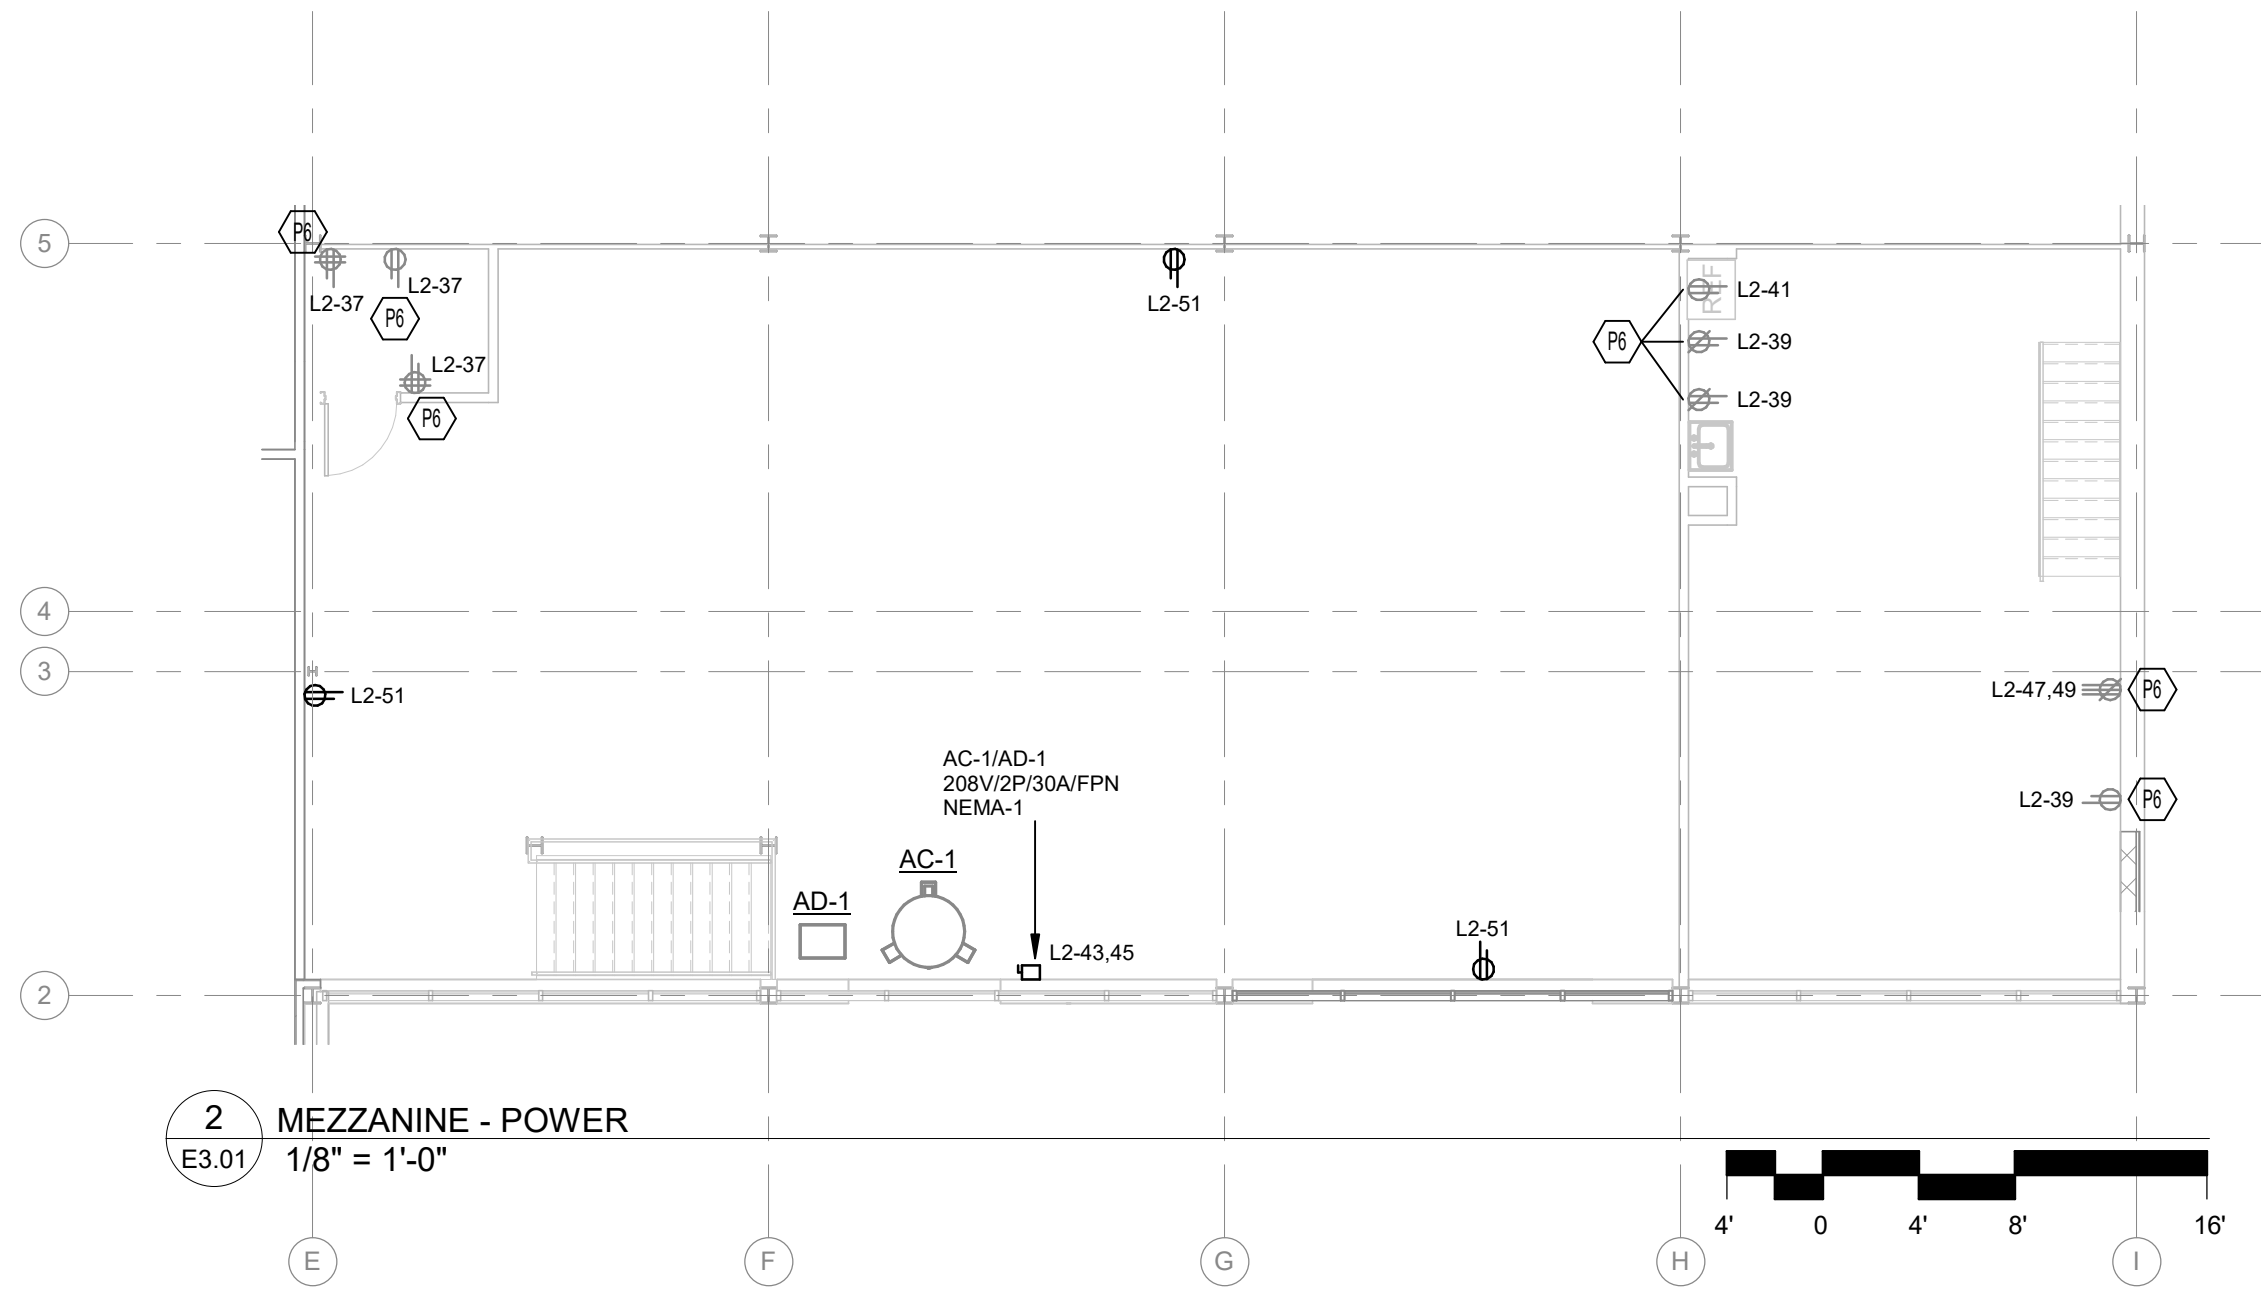 5
P6
L2-37
L2-37
P6
L2-37
P6
L2-51
REF
L2-41
P6
L2-39
L2-39
4
3
L2-51
L2-47,49
P6
AC-1/AD-1
208V/2P/30A/FPN
NEMA-1
L2-39
P6
AC-1
AD-1
L2-43,45
L2-51
2
2
E3.01
MEZZANINE - POWER
1/8" = 1'-0"
4' 0 4' 8' 16'
E F G H I